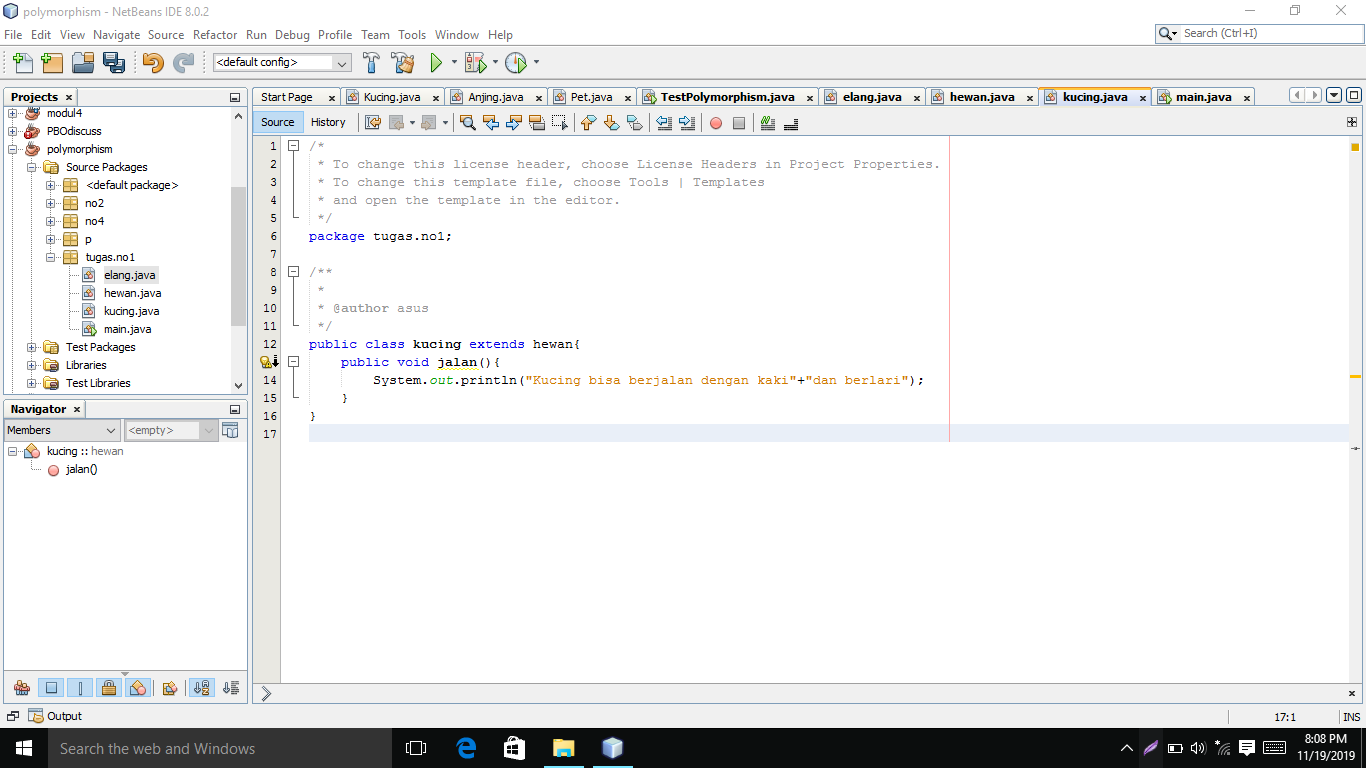 polymorphism - NetBeans IDE 8.0.2
File Edit View Navigate Source Refactor Run Debug Profile Team Tools Window Help
Search (Ctrl+I)
<default config>
Projects
modul4
PBOdiscuss
polymorphism
Source Packages
<default package>
no2
no4
p
tugas.no1
elang.java
hewan.java
kucing.java
main.java
Test Packages
Libraries
Test Libraries
Navigator
Members <empty>
kucing :: hewan
jalan()
Start Page Kucing.java Anjing.java Pet.java TestPolymorphism.java elang.java hewan.java kucing.java main.java
Source History
1 /*
2 * To change this license header, choose License Headers in Project Properties.
3 * To change this template file, choose Tools | Templates
4 * and open the template in the editor.
5 */
6 package tugas.no1;
7
8 /**
9 *
10 * @author asus
11 */
12 public class kucing extends hewan{
public void jalan(){
14 System.out.println("Kucing bisa berjalan dengan kaki"+"dan berlari");
15 }
16 }
17
Output
17:1 INS
Search the web and Windows
8:08 PM
11/19/2019